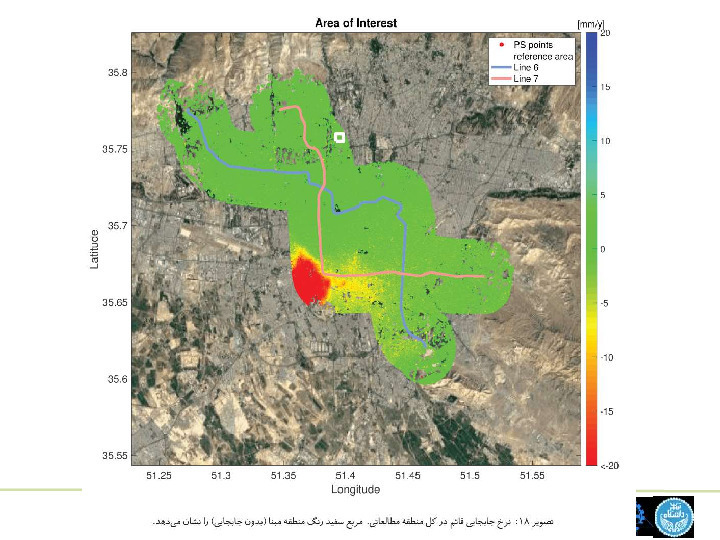 Area of Interest
[mm/y]
PS points
reference area
Line 6
Line 7
20
15
10
5
0
-5
-10
-15
<-20
35.8
35.75
35.7
35.65
35.6
35.55
Latitude
51.25 51.3 51.35 51.4 51.45 51.5 51.55
Longitude
تصویر ۱۸: نرخ جابجایی قائم در کل منطقه مطالعاتی. مربع سفید رنگ منطقه مبنا (بدون جابجایی) را نشان می‌دهد.